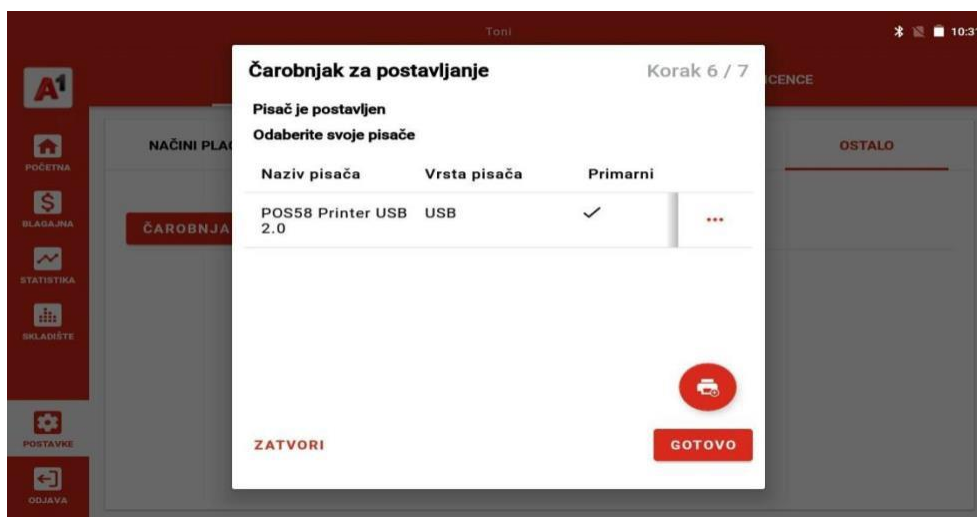 Toni
10:31
A1
Čarobnjak za postavljanje
Korak 6 / 7
ICENCE
Pisač je postavljen
Odaberite svoje pisače
NAČINI PLAĆ
OSTALO
POČETNA
Naziv pisača Vrsta pisača Primarni
POS58 Printer USB USB
2.0
BLAGAJNA
ČAROBNJA
STATISTIKA
SKLADIŠTE
POSTAVKE
ZATVORI
GOTOVO
ODJAVA